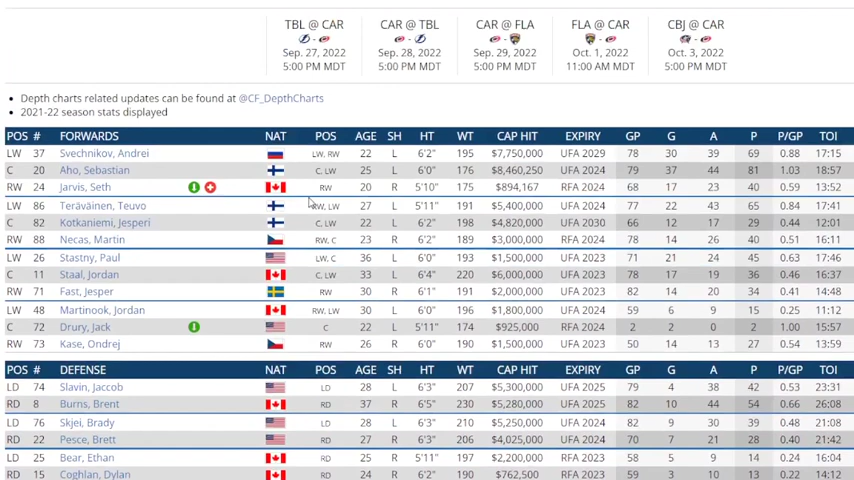 TBL @ CAR CAR @ TBL CAR @ FLA FLA @ CAR CBJ @ CAR
Sep. 27, 2022 Sep. 28, 2022 Sep. 29, 2022 Oct. 1, 2022 Oct. 3, 2022
5:00 PM MDT 5:00 PM MDT 5:00 PM MDT 11:00 AM MDT 5:00 PM MDT
• Depth charts related updates can be found at @CF_DepthCharts
• 2021-22 season stats displayed
POS # FORWARDS NAT POS AGE SH HT WT CAP HIT EXPIRY GP G A P P/GP TOI
LW 37 Svechnikov, Andrei LW, RW 22 L 6'2" 195 $7,750,000 UFA 2029 78 30 39 69 0.88 17:15
C 20 Aho, Sebastian C, LW 25 L 6'0" 176 $8,460,250 UFA 2024 79 37 44 81 1.03 18:57
RW 24 Jarvis, Seth RW 20 R 5'10" 175 $894,167 RFA 2024 68 17 23 40 0.59 13:52
LW 86 Teräväinen, Teuvo RW, LW 27 L 5'11" 191 $5,400,000 UFA 2024 77 22 43 65 0.84 17:41
C 82 Kotkaniemi, Jesperi C, LW 22 L 6'2" 198 $4,820,000 UFA 2030 66 12 17 29 0.44 12:01
RW 88 Necas, Martin RW, C 23 R 6'2" 189 $3,000,000 RFA 2024 78 14 26 40 0.51 16:11
LW 26 Stastny, Paul LW, C 36 L 6'0" 193 $1,500,000 UFA 2023 71 21 24 45 0.63 17:46
C 11 Staal, Jordan C, LW 33 L 6'4" 220 $6,000,000 UFA 2023 78 17 19 36 0.46 16:37
RW 71 Fast, Jesper RW 30 R 6'1" 191 $2,000,000 UFA 2023 82 14 20 34 0.41 14:48
LW 48 Martinook, Jordan RW, LW 30 L 6'0" 196 $1,800,000 UFA 2024 59 6 9 15 0.25 11:12
C 72 Drury, Jack C 22 L 5'11" 174 $925,000 RFA 2024 2 2 0 2 1.00 15:57
RW 73 Kase, Ondrej RW 26 R 6'0" 190 $1,500,000 UFA 2023 50 14 13 27 0.54 13:59
POS # DEFENSE NAT POS AGE SH HT WT CAP HIT EXPIRY GP G A P P/GP TOI
LD 74 Slavin, Jaccob LD 28 L 6'3" 207 $5,300,000 UFA 2025 79 4 38 42 0.53 23:31
RD 8 Burns, Brent RD 37 R 6'5" 230 $5,280,000 UFA 2025 82 10 44 54 0.66 26:08
LD 76 Skjei, Brady LD 28 L 6'3" 210 $5,250,000 UFA 2024 82 9 30 39 0.48 21:08
RD 22 Pesce, Brett RD 27 R 6'3" 206 $4,025,000 UFA 2024 70 7 21 28 0.40 21:42
LD 25 Bear, Ethan RD 25 R 5'11" 197 $2,200,000 RFA 2023 58 5 9 14 0.24 16:04
RD 15 Coghlan, Dylan RD 24 R 6'2" 190 $762,500 RFA 2023 59 3 10 13 0.22 14:12